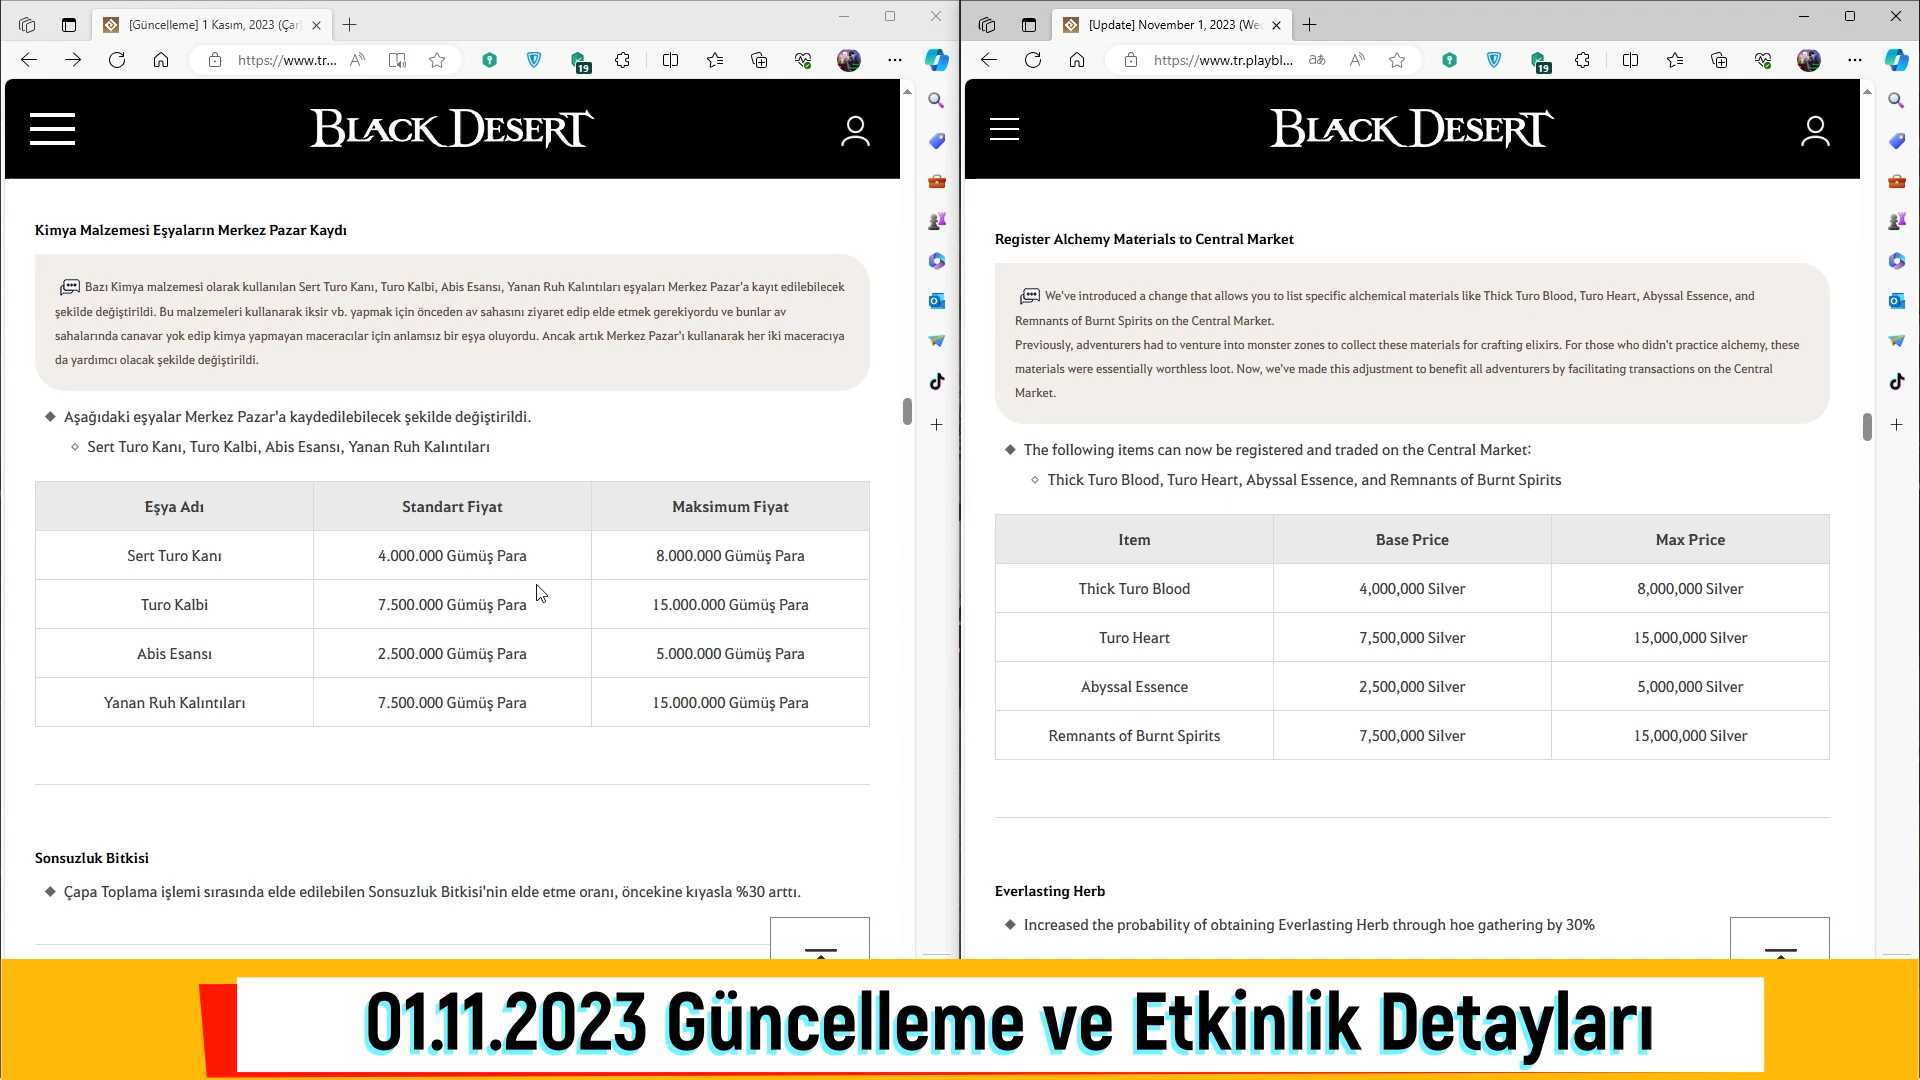 [Güncelleme] 1 Kasım, 2023 (Çar
https://www.tr...
19
BLACK DESERT
Kimya Malzemesi Eşyaların Merkez Pazar Kaydı
Bazı Kimya malzemesi olarak kullanılan Sert Turo Kanı, Turo Kalbi, Abis Esansı, Yanan Ruh Kalıntıları eşyaları Merkez Pazar'a kayıt edilebilecek
şekilde değiştirildi. Bu malzemeleri kullanarak iksir vb. yapmak için önceden av sahasını ziyaret edip elde etmek gerekiyordu ve bunlar av
sahalarında canavar yok edip kimya yapmayan maceracılar için anlamsız bir eşya oluyordu. Ancak artık Merkez Pazar'ı kullanarak her iki maceracıya
da yardımcı olacak şekilde değiştirildi.
Aşağıdaki eşyalar Merkez Pazar'a kaydedilebilecek şekilde değiştirildi.
Sert Turo Kanı, Turo Kalbi, Abis Esansı, Yanan Ruh Kalıntıları
Eşya Adı Standart Fiyat Maksimum Fiyat
Sert Turo Kanı 4.000.000 Gümüş Para 8.000.000 Gümüş Para
Turo Kalbi 7.500.000 Gümüş Para 15.000.000 Gümüş Para
Abis Esansı 2.500.000 Gümüş Para 5.000.000 Gümüş Para
Yanan Ruh Kalıntıları 7.500.000 Gümüş Para 15.000.000 Gümüş Para
Sonsuzluk Bitkisi
Çapa Toplama işlemi sırasında elde edilebilen Sonsuzluk Bitkisi'nin elde etme oranı, öncekine kıyasla %30 arttı.
[Update] November 1, 2023 (Wed
https://www.tr.playbl...
aあ
19
BLACK DESERT
Register Alchemy Materials to Central Market
We've introduced a change that allows you to list specific alchemical materials like Thick Turo Blood, Turo Heart, Abyssal Essence, and
Remnants of Burnt Spirits on the Central Market.
Previously, adventurers had to venture into monster zones to collect these materials for crafting elixirs. For those who didn't practice alchemy, these
materials were essentially worthless loot. Now, we've made this adjustment to benefit all adventurers by facilitating transactions on the Central
Market.
The following items can now be registered and traded on the Central Market:
Thick Turo Blood, Turo Heart, Abyssal Essence, and Remnants of Burnt Spirits
Item Base Price Max Price
Thick Turo Blood 4,000,000 Silver 8,000,000 Silver
Turo Heart 7,500,000 Silver 15,000,000 Silver
Abyssal Essence 2,500,000 Silver 5,000,000 Silver
Remnants of Burnt Spirits 7,500,000 Silver 15,000,000 Silver
Everlasting Herb
Increased the probability of obtaining Everlasting Herb through hoe gathering by 30%
01.11.2023 Güncelleme ve Etkinlik Detayları